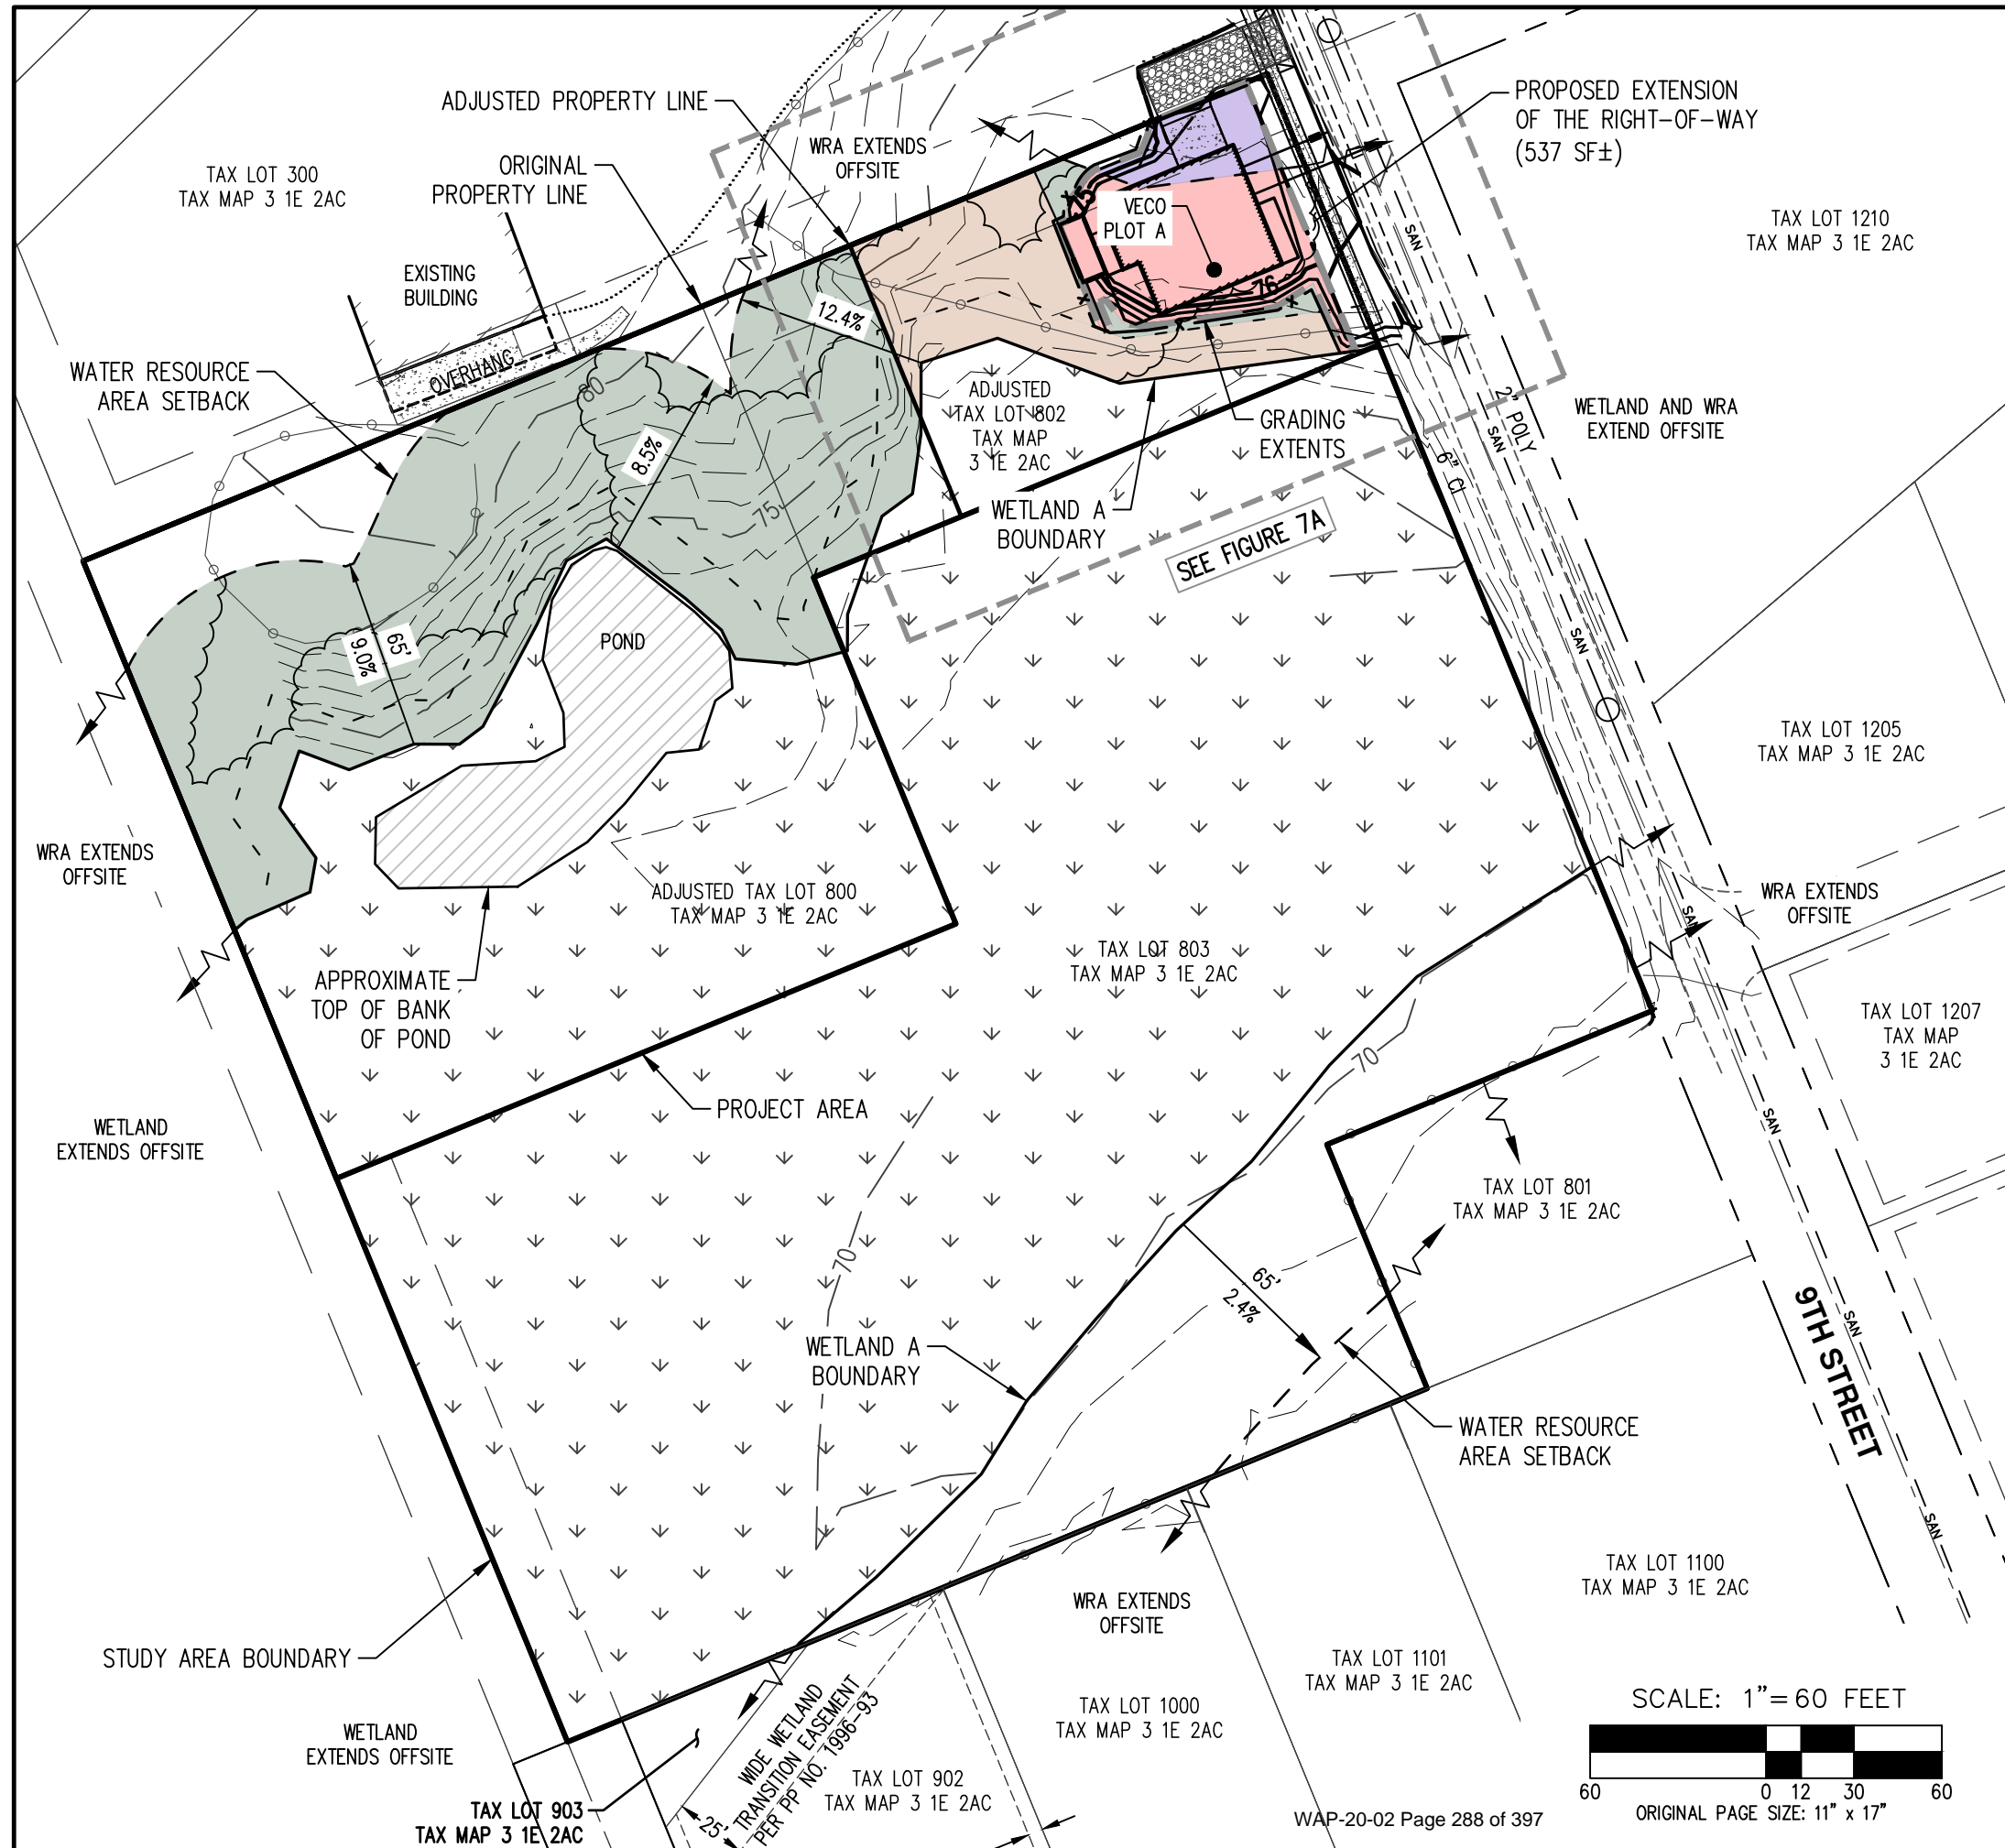 ADJUSTED PROPERTY LINE
ORIGINAL
PROPERTY LINE
WRA EXTENDS
OFFSITE
PROPOSED EXTENSION
OF THE RIGHT-OF-WAY
(537 SF±)
TAX LOT 300
TAX MAP 3 1E 2AC
TAX LOT 1210
TAX MAP 3 1E 2AC
VECO
PLOT A
75
76
SAN
EXISTING
BUILDING
OVERHANG
12.4%
WATER RESOURCE
AREA SETBACK
80
8.5%
75
ADJUSTED
TAX LOT 802
TAX MAP
3 1E 2AC
GRADING
EXTENTS
2" POLY
SAN
6" CI
WETLAND AND WRA
EXTEND OFFSITE
WETLAND A
BOUNDARY
SEE FIGURE 7A
POND
65'
9.0%
SAN
TAX LOT 1205
TAX MAP 3 1E 2AC
WRA EXTENDS
OFFSITE
ADJUSTED TAX LOT 800
TAX MAP 3 1E 2AC
WRA EXTENDS
OFFSITE
SAN
APPROXIMATE
TOP OF BANK
OF POND
TAX LOT 803
TAX MAP 3 1E 2AC
TAX LOT 1207
TAX MAP
3 1E 2AC
70
PROJECT AREA
WETLAND
EXTENDS OFFSITE
SAN
TAX LOT 801
TAX MAP 3 1E 2AC
70
65'
2.4%
9TH STREET
SAN
WETLAND A
BOUNDARY
WATER RESOURCE
AREA SETBACK
SAN
TAX LOT 1100
TAX MAP 3 1E 2AC
WRA EXTENDS
OFFSITE
STUDY AREA BOUNDARY
TAX LOT 1101
TAX MAP 3 1E 2AC
WETLAND
EXTENDS OFFSITE
25'
WIDE WETLAND
TRANSITION EASEMENT
PER PP NO. 1996-93
TAX LOT 1000
TAX MAP 3 1E 2AC
TAX LOT 902
TAX MAP 3 1E 2AC
TAX LOT 903
TAX MAP 3 1E 2AC
SCALE: 1"=60 FEET
60 0 12 30 60
ORIGINAL PAGE SIZE: 11" x 17"
WAP-20-02 Page 288 of 397